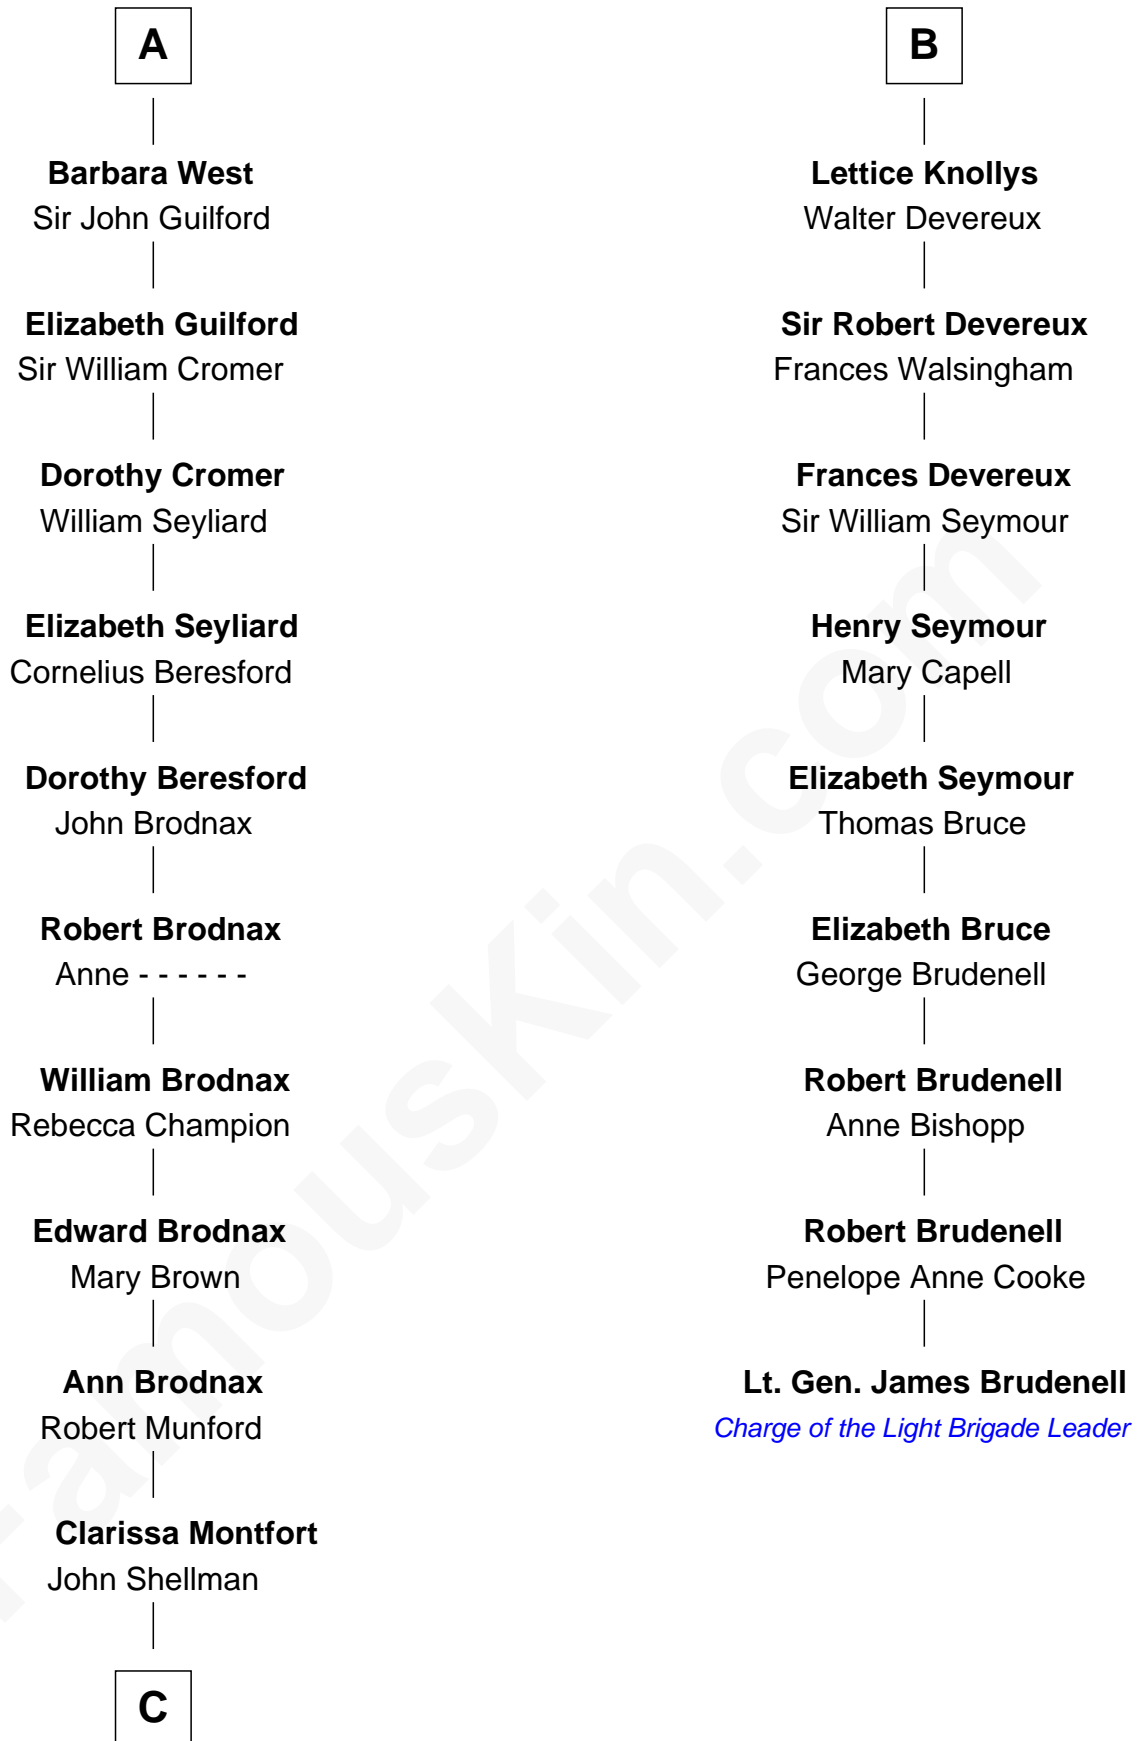 A
Barbara West
Sir John Guilford
Elizabeth Guilford
Sir William Cromer
Dorothy Cromer
William Seyliard
Elizabeth Seyliard
Cornelius Beresford
Dorothy Beresford
John Brodnax
Robert Brodnax
Anne - - - - - -
William Brodnax
Rebecca Champion
Edward Brodnax
Mary Brown
Ann Brodnax
Robert Munford
Clarissa Montfort
John Shellman
C
B
Lettice Knollys
Walter Devereux
Sir Robert Devereux
Frances Walsingham
Frances Devereux
Sir William Seymour
Henry Seymour
Mary Capell
Elizabeth Seymour
Thomas Bruce
Elizabeth Bruce
George Brudenell
Robert Brudenell
Anne Bishopp
Robert Brudenell
Penelope Anne Cooke
Lt. Gen. James Brudenell
Charge of the Light Brigade Leader
FamousKin.com